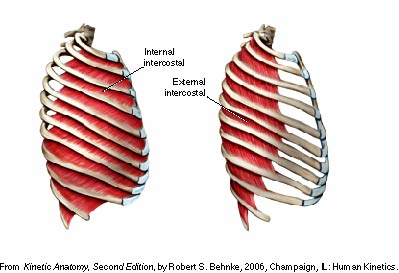 Internal
intercostal
External
intercostal
From Kinetic Anatomy, Second Edition, by Robert S. Behnke, 2006, Champaign, IL: Human Kinetics.